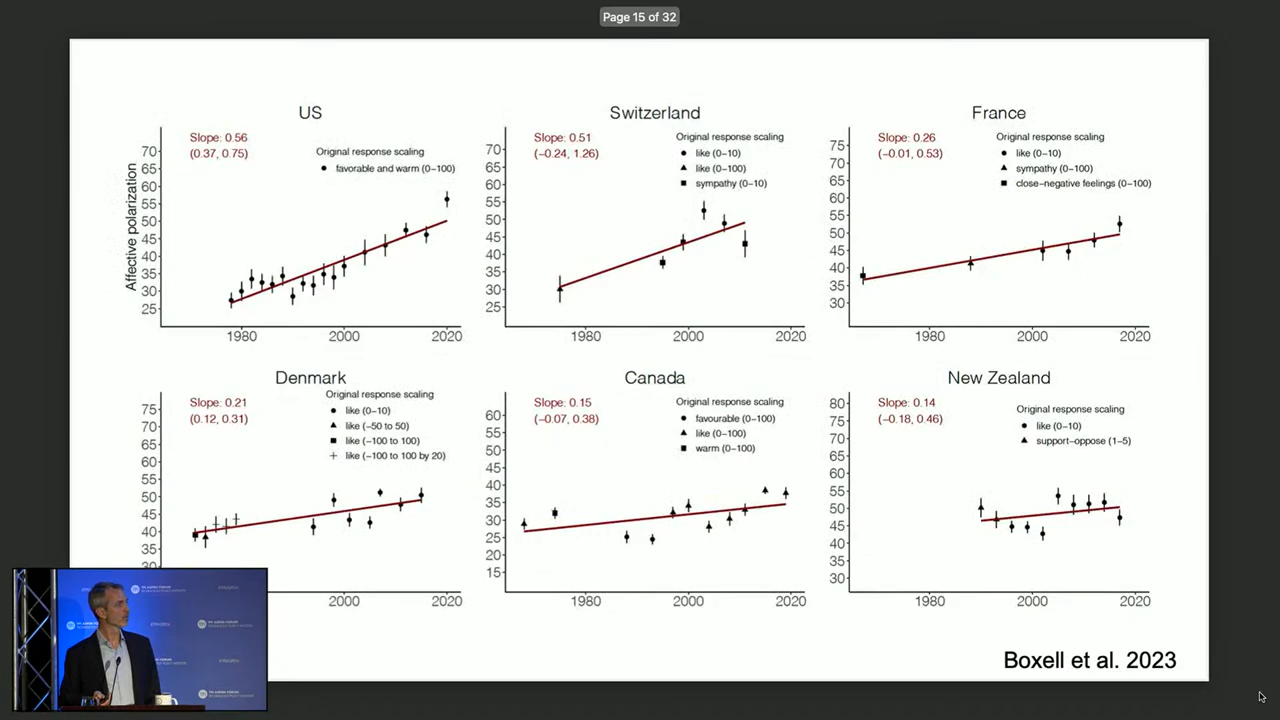 Page 15 of 32
US
Slope: 0.56
(0.37, 0.75)
Original response scaling
favorable and warm (0–100)
Affective polarization
70
65
60
55
50
45
40
35
30
25
1980
2000
2020
Switzerland
Slope: 0.51
(−0.24, 1.26)
Original response scaling
like (0–10)
like (0–100)
sympathy (0–10)
70
65
60
55
50
45
40
35
30
25
1980
2000
2020
France
Slope: 0.26
(−0.01, 0.53)
Original response scaling
like (0–10)
sympathy (0–100)
close–negative feelings (0–100)
75
70
65
60
55
50
45
40
35
30
1980
2000
2020
Denmark
Slope: 0.21
(0.12, 0.31)
Original response scaling
like (0–10)
like (−50 to 50)
like (−100 to 100)
like (−100 to 100 by 20)
75
70
65
60
55
50
45
40
35
30
2000
2020
Canada
Slope: 0.15
(−0.07, 0.38)
Original response scaling
favourable (0–100)
like (0–100)
warm (0–100)
60
55
50
45
40
35
30
25
20
15
1980
2000
2020
New Zealand
Slope: 0.14
(−0.18, 0.46)
Original response scaling
like (0–10)
support–oppose (1–5)
80
75
70
65
60
55
50
45
40
35
30
1980
2000
2020
Boxell et al. 2023